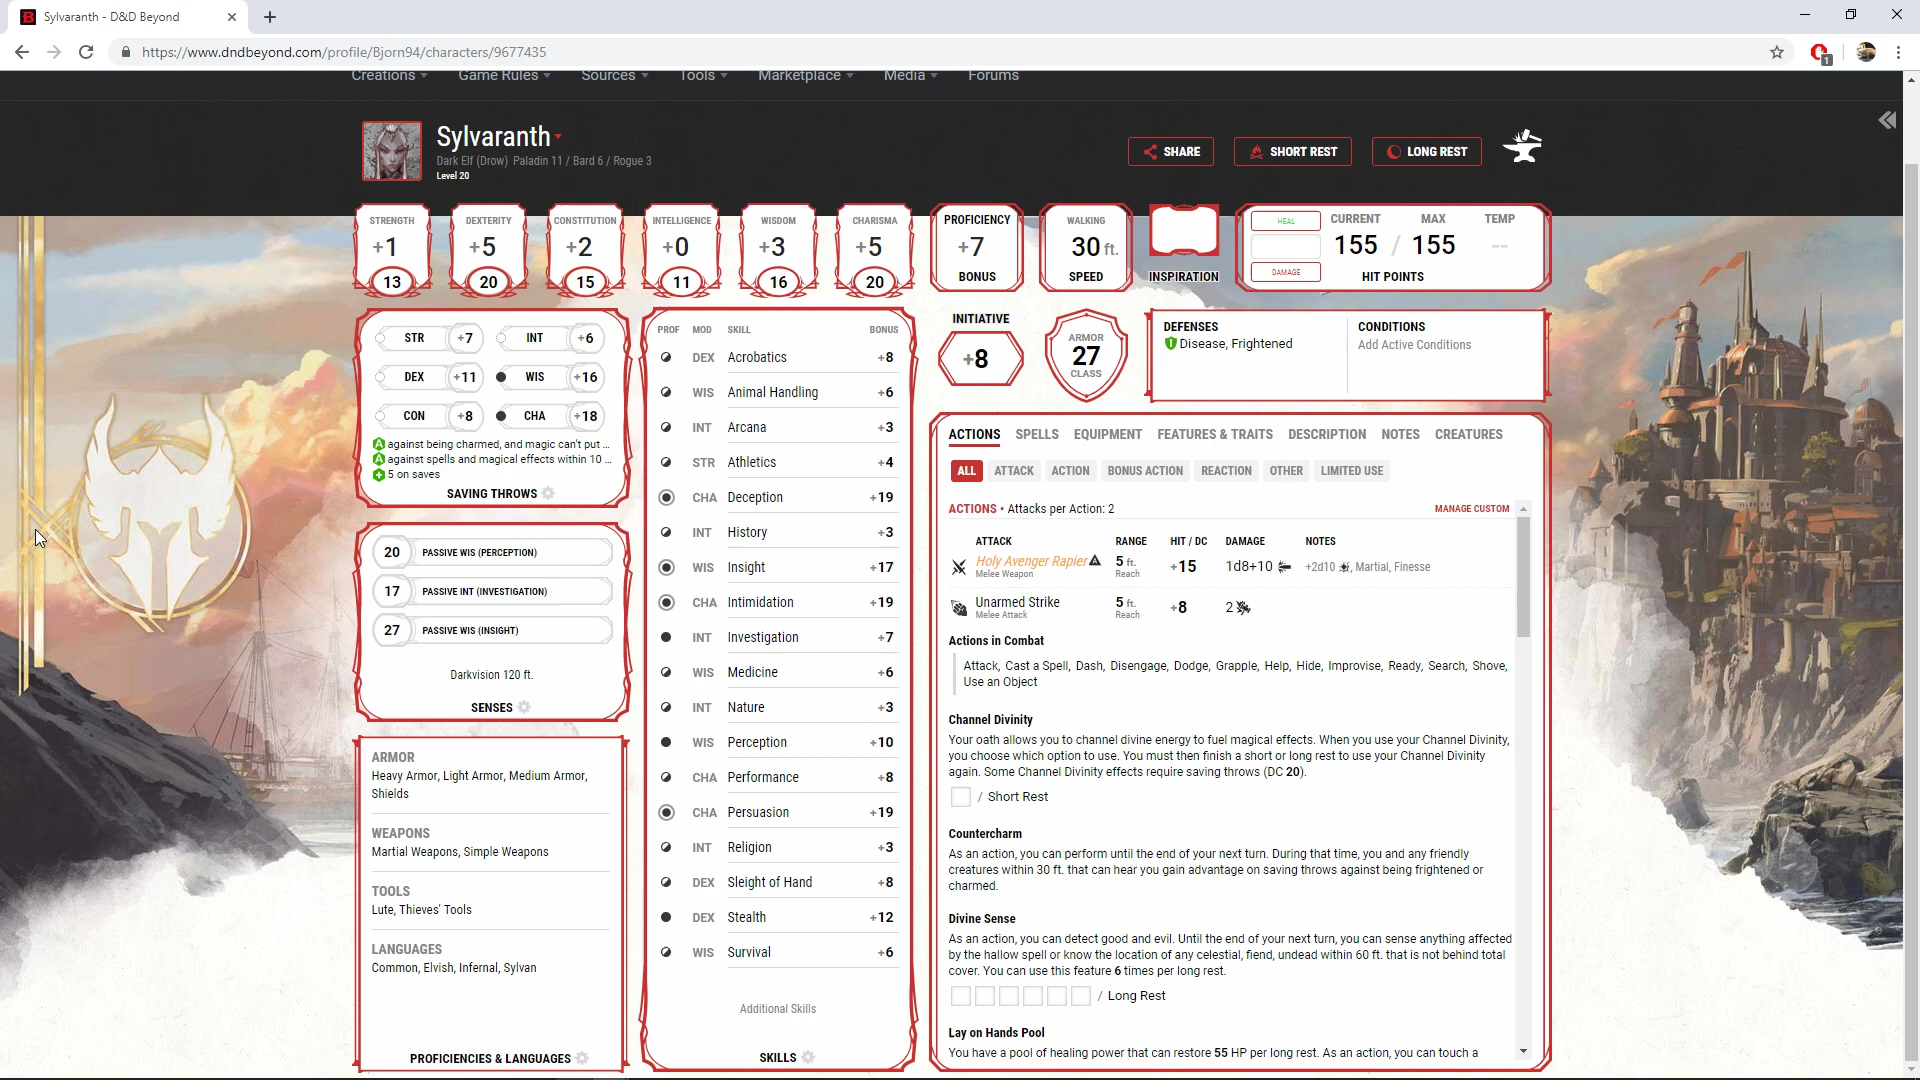 Sylvaranth - D&D Beyond
https://www.dndbeyond.com/profile/Bjorn94/characters/9677435
1
Creations Game Rules Sources Tools Marketplace Media Forums
Sylvaranth
Dark Elf (Drow) Paladin 11 / Bard 6 / Rogue 3
Level 20
SHARE SHORT REST LONG REST
STRENGTH +1 13
DEXTERITY +5 20
CONSTITUTION +2 15
INTELLIGENCE +0 11
WISDOM +3 16
CHARISMA +5 20
PROFICIENCY +7 BONUS
WALKING 30 ft. SPEED
INSPIRATION
HEAL
DAMAGE
CURRENT MAX TEMP
155 / 155 --
HIT POINTS
STR +7 INT +6
DEX +11 WIS +16
CON +8 CHA +18
against being charmed, and magic can't put ...
against spells and magical effects within 10 ...
5 on saves
SAVING THROWS
20 PASSIVE WIS (PERCEPTION)
17 PASSIVE INT (INVESTIGATION)
27 PASSIVE WIS (INSIGHT)
Darkvision 120 ft.
SENSES
ARMOR
Heavy Armor, Light Armor, Medium Armor,
Shields
WEAPONS
Martial Weapons, Simple Weapons
TOOLS
Lute, Thieves' Tools
LANGUAGES
Common, Elvish, Infernal, Sylvan
PROFICIENCIES & LANGUAGES
PROF MOD SKILL BONUS
DEX Acrobatics +8
WIS Animal Handling +6
INT Arcana +3
STR Athletics +4
CHA Deception +19
INT History +3
WIS Insight +17
CHA Intimidation +19
INT Investigation +7
WIS Medicine +6
INT Nature +3
WIS Perception +10
CHA Performance +8
CHA Persuasion +19
INT Religion +3
DEX Sleight of Hand +8
DEX Stealth +12
WIS Survival +6
Additional Skills
SKILLS
INITIATIVE
+8
ARMOR
27
CLASS
DEFENSES
Disease, Frightened
CONDITIONS
Add Active Conditions
ACTIONS SPELLS EQUIPMENT FEATURES & TRAITS DESCRIPTION NOTES CREATURES
ALL ATTACK ACTION BONUS ACTION REACTION OTHER LIMITED USE
ACTIONS • Attacks per Action: 2 MANAGE CUSTOM
ATTACK RANGE HIT / DC DAMAGE NOTES
Holy Avenger Rapier 5 ft. +15 1d8+10 +2d10 , Martial, Finesse
Melee Weapon Reach
Unarmed Strike 5 ft. +8 2
Melee Attack Reach
Actions in Combat
Attack, Cast a Spell, Dash, Disengage, Dodge, Grapple, Help, Hide, Improvise, Ready, Search, Shove,
Use an Object
Channel Divinity
Your oath allows you to channel divine energy to fuel magical effects. When you use your Channel Divinity,
you choose which option to use. You must then finish a short or long rest to use your Channel Divinity
again. Some Channel Divinity effects require saving throws (DC 20).
/ Short Rest
Countercharm
As an action, you can perform until the end of your next turn. During that time, you and any friendly
creatures within 30 ft. that can hear you gain advantage on saving throws against being frightened or
charmed.
Divine Sense
As an action, you can detect good and evil. Until the end of your next turn, you can sense anything affected
by the hallow spell or know the location of any celestial, fiend, undead within 60 ft. that is not behind total
cover. You can use this feature 6 times per long rest.
/ Long Rest
Lay on Hands Pool
You have a pool of healing power that can restore 55 HP per long rest. As an action, you can touch a